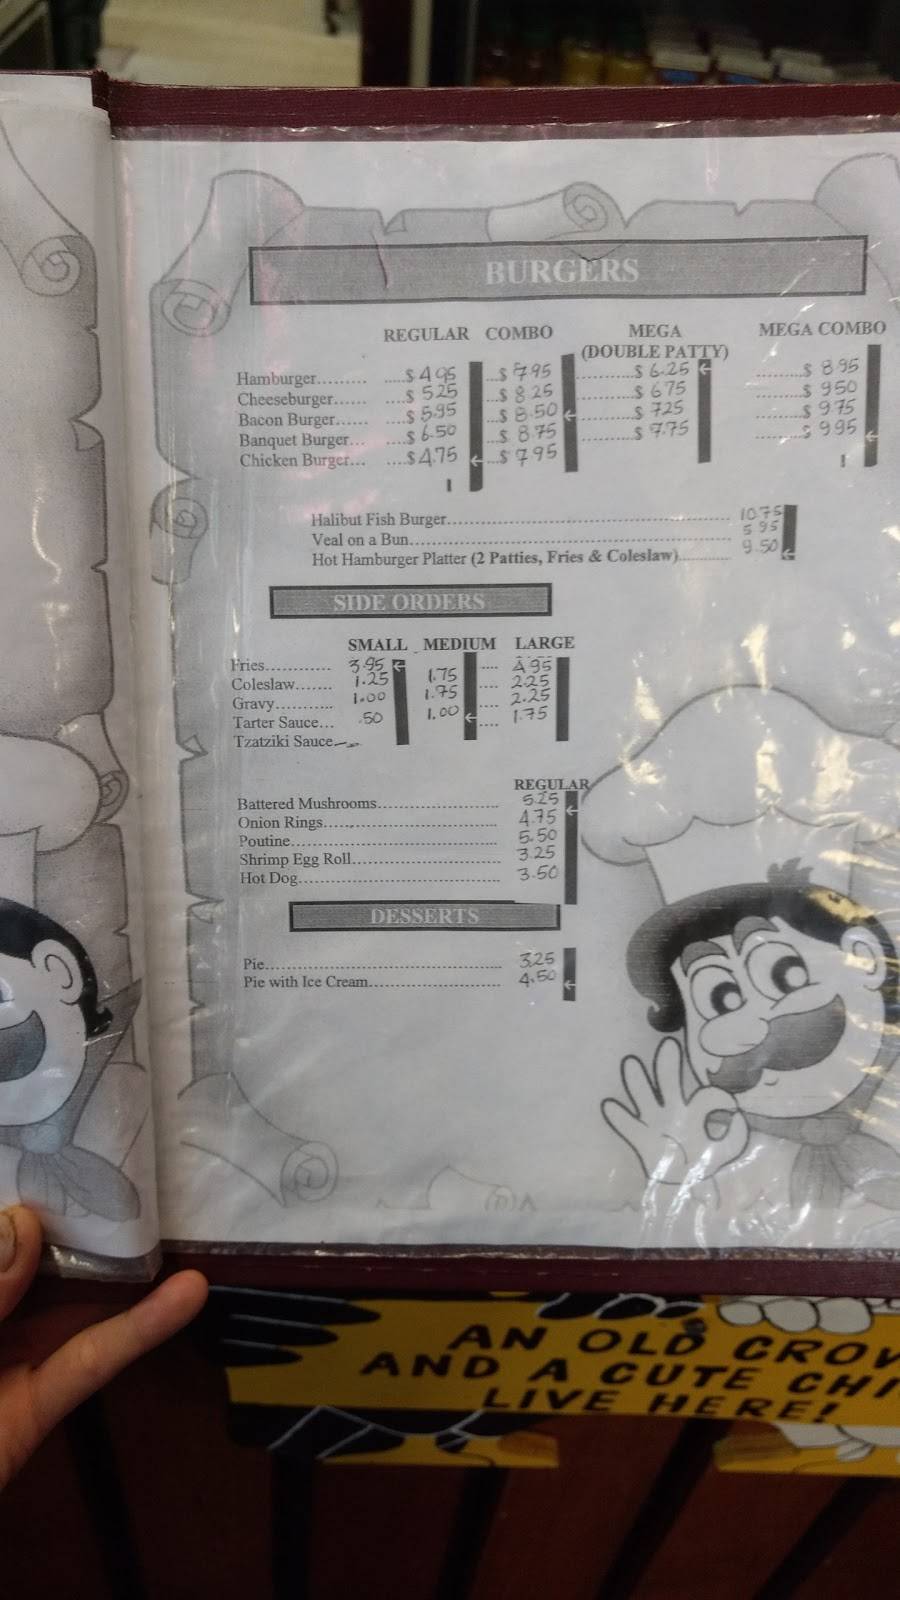 BURGERS
REGULAR COMBO MEGA MEGA COMBO
(DOUBLE PATTY)
Hamburger......... .....$ 4.95 ...$ 7.95 ..........$ 6.25 .........$ 8.95
Cheeseburger...... ....$ 5.25 ...$ 8.25 .........$ 6.75 ........$ 9.50
Bacon Burger...... ....$ 5.95 ...$ 8.50 .........$ 7.25 ........$ 9.75
Banquet Burger... ....$ 6.50 ...$ 8.75 .........$ 7.75 ........$ 9.95
Chicken Burger... ....$ 4.75 ...$ 7.95
Halibut Fish Burger.......... 10.75
Veal on a Bun.......... 5.95
Hot Hamburger Platter (2 Patties, Fries & Coleslaw).......... 9.50
SIDE ORDERS
SMALL MEDIUM LARGE
Fries............ 3.95 .... 4.95
Coleslaw....... 1.25 1.75 .... 2.25
Gravy........... 1.00 1.75 .... 2.25
Tarter Sauce... .50 1.00 .... 1.75
Tzatziki Sauce
REGULAR
Battered Mushrooms.......... 5.25
Onion Rings.......... 4.75
Poutine.......... 5.50
Shrimp Egg Roll.......... 3.25
Hot Dog.......... 3.50
DESSERTS
Pie.......... 3.25
Pie with Ice Cream.......... 4.50
AN OLD CROW
AND A CUTE CHI
LIVE HERE!